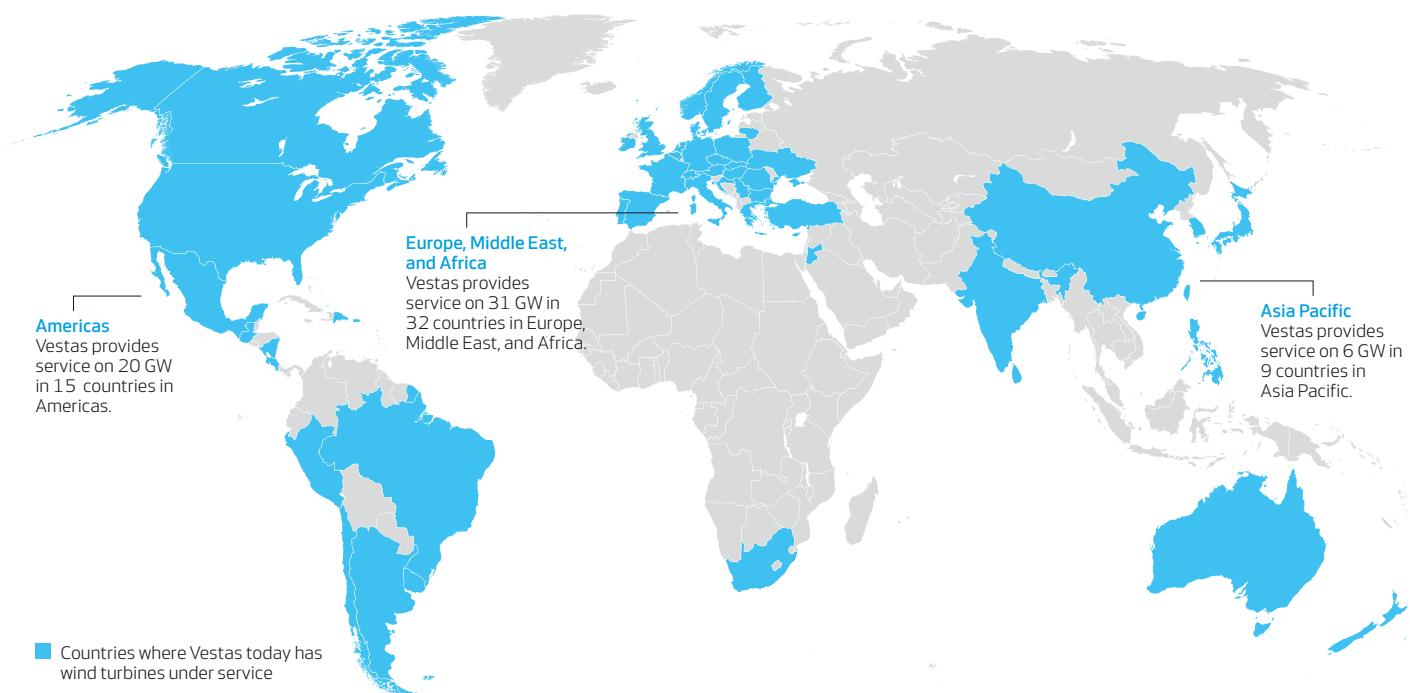 Europe, Middle East,
and Africa
Vestas provides
service on 31 GW in
32 countries in Europe,
Middle East, and Africa.
Americas
Vestas provides
service on 20 GW
in 15 countries in
Americas.
Asia Pacific
Vestas provides
service on 6 GW in
9 countries in
Asia Pacific.
Countries where Vestas today has
wind turbines under service